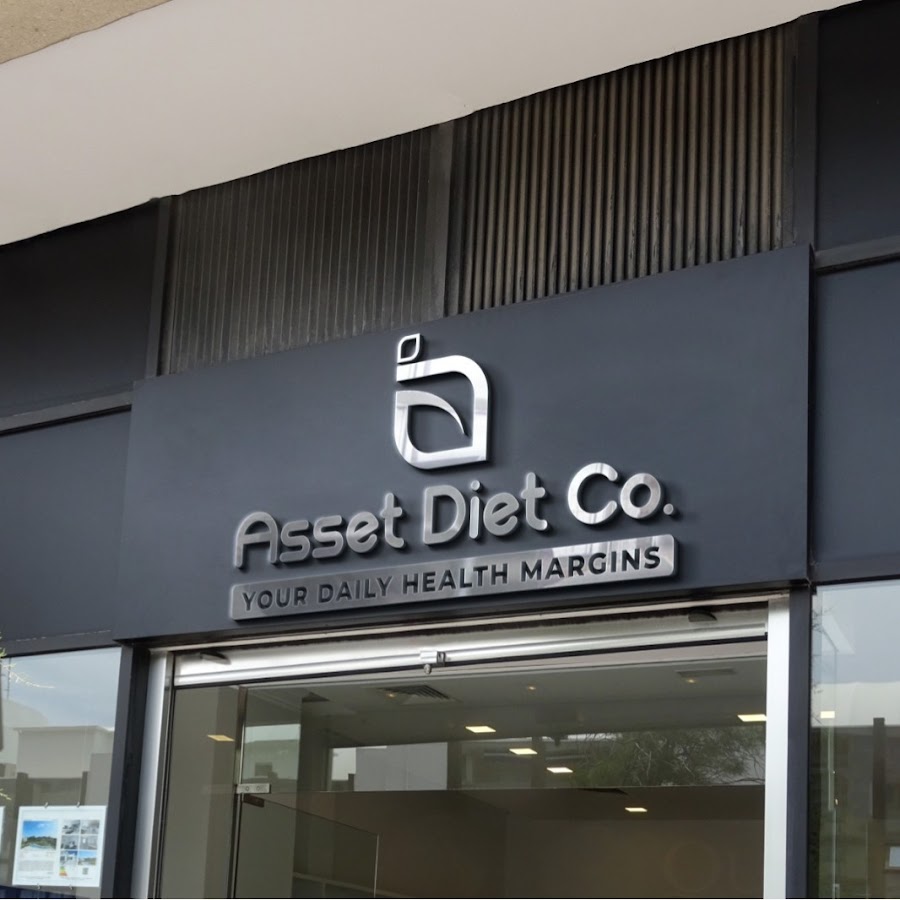 Asset Diet Co.
YOUR DAILY HEALTH MARGINS